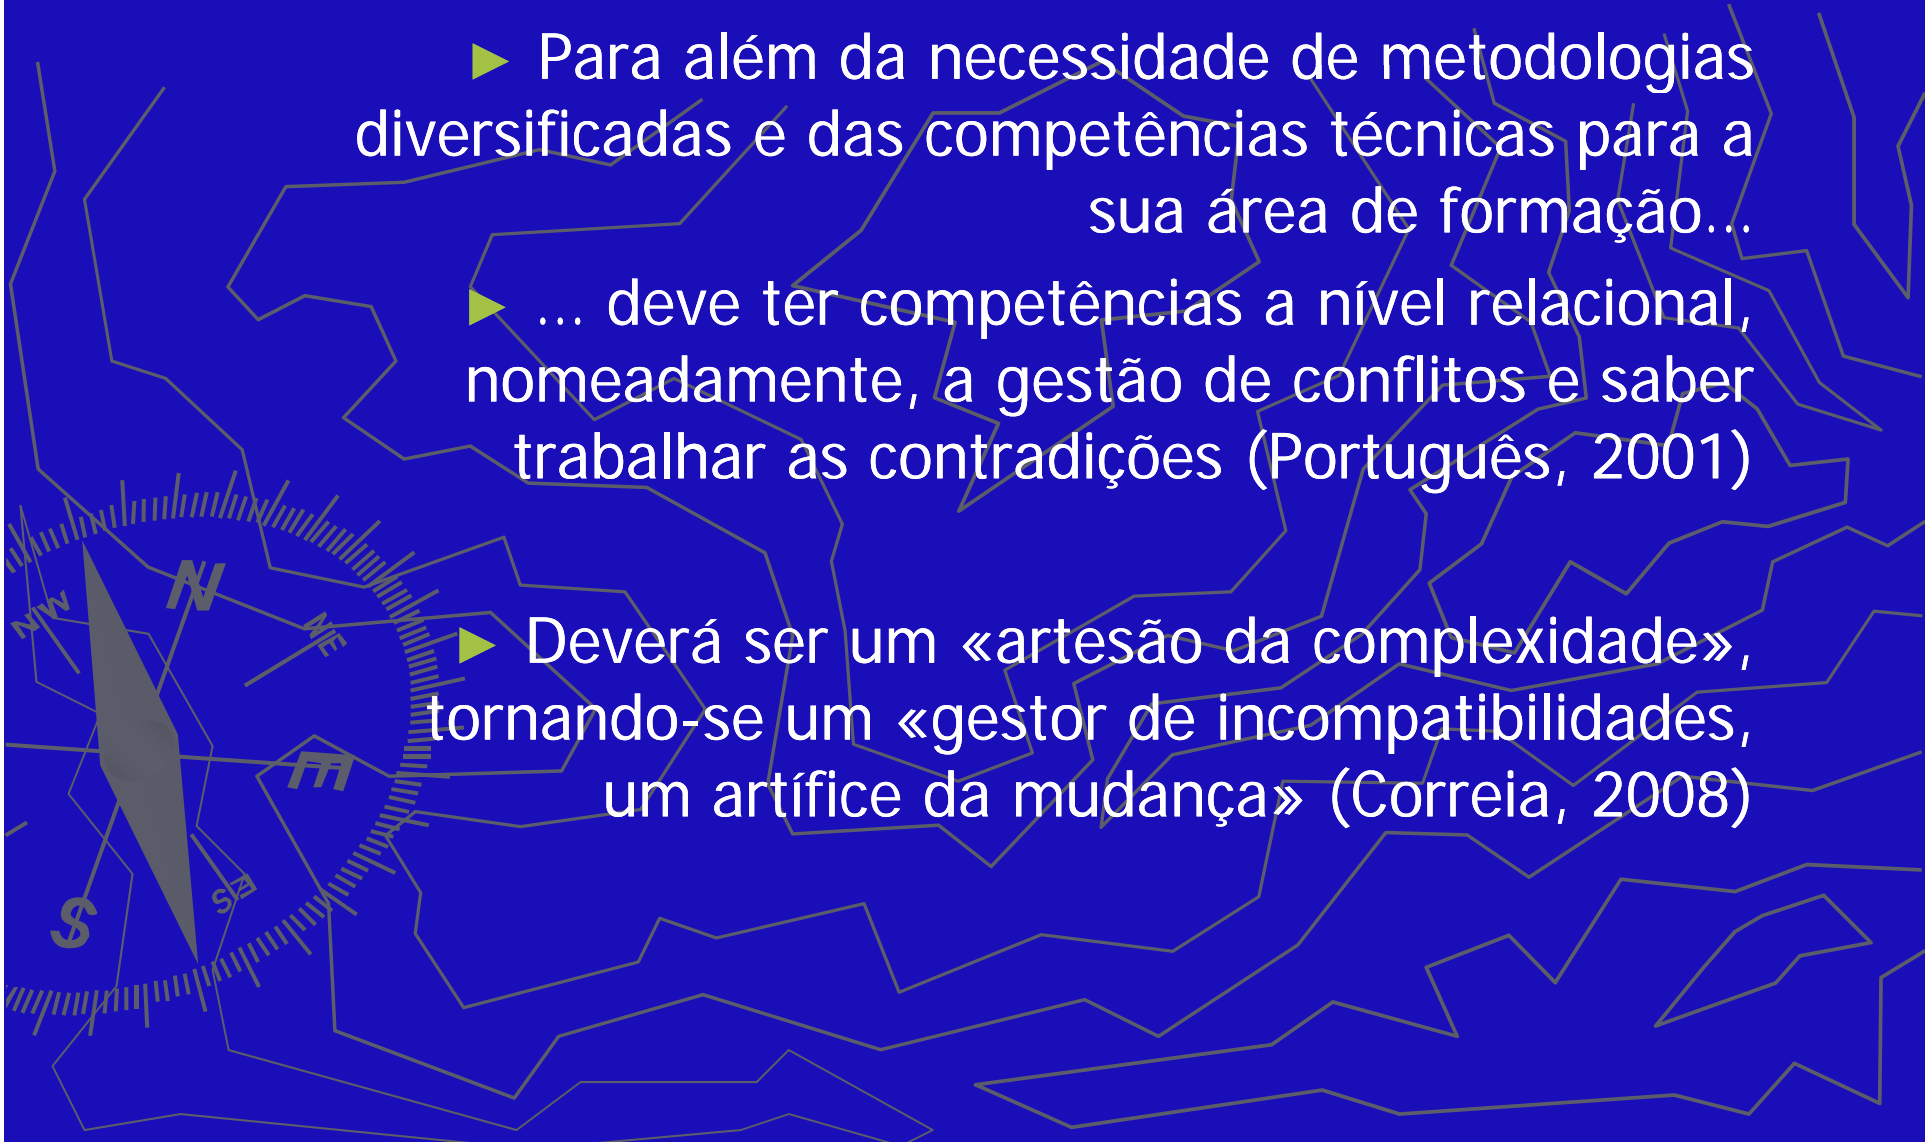 ► Para além da necessidade de metodologias
diversificadas e das competências técnicas para a
sua área de formação...
► ... deve ter competências a nível relacional,
nomeadamente, a gestão de conflitos e saber
trabalhar as contradições (Português, 2001)
► Deverá ser um «artesão da complexidade»,
tornando-se um «gestor de incompatibilidades,
um artífice da mudança» (Correia, 2008)
NW
N
NE
E
SE
S